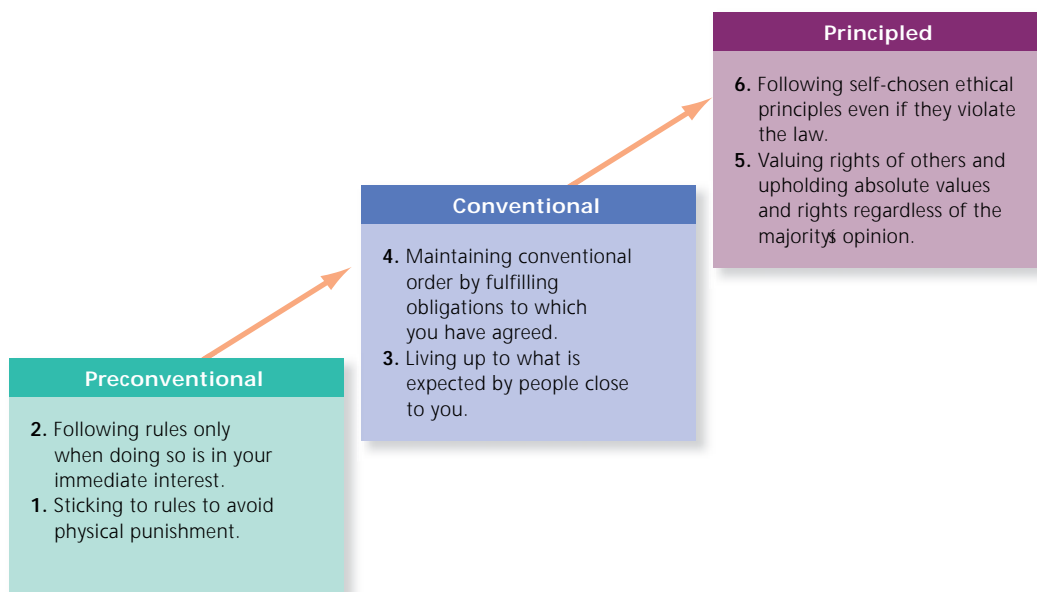 Principled
6. Following self-chosen ethical
principles even if they violate
the law.
5. Valuing rights of others and
upholding absolute values
and rights regardless of the
opinion.
Conventional
4. Maintaining conventional
order by fulfilling
obligations to which
you have agreed.
3. Living up to what is
expected by people close
to you.
Preconventional
2. Following rules only
when doing so is in your
immediate interest.
1. Sticking to rules to avoid
physical punishment.